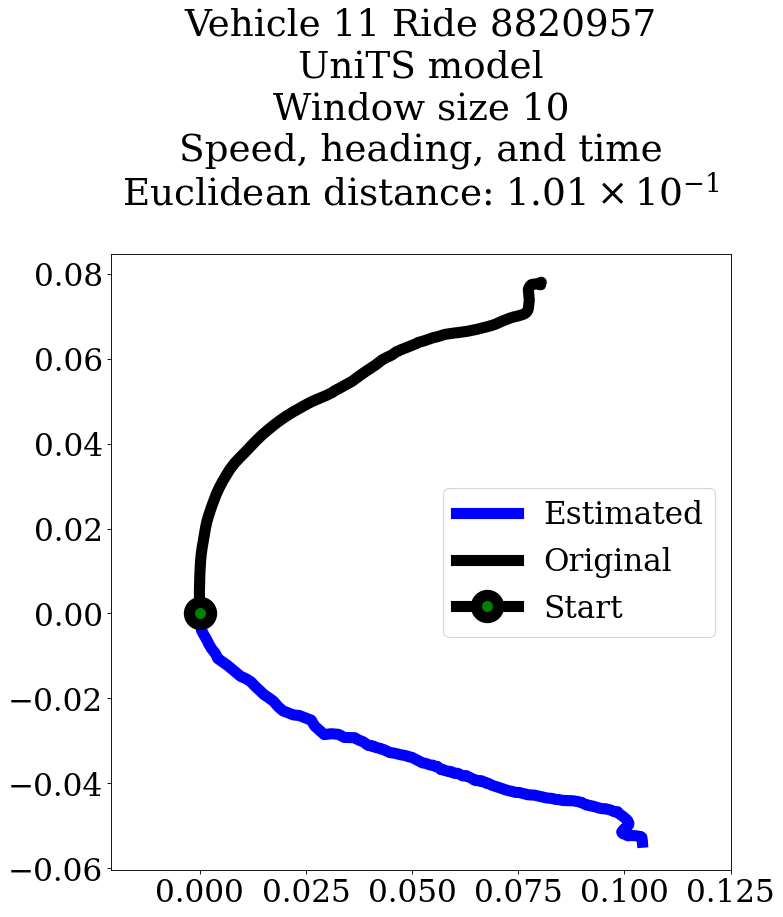 Vehicle 11 Ride 8820957
UniTS model
Window size 10
Speed, heading, and time
Euclidean distance: 1.01 × 10⁻¹
0.08
0.06
0.04
0.02
0.00
−0.02
−0.04
−0.06
Estimated
Original
Start
0.000 0.025 0.050 0.075 0.100 0.125